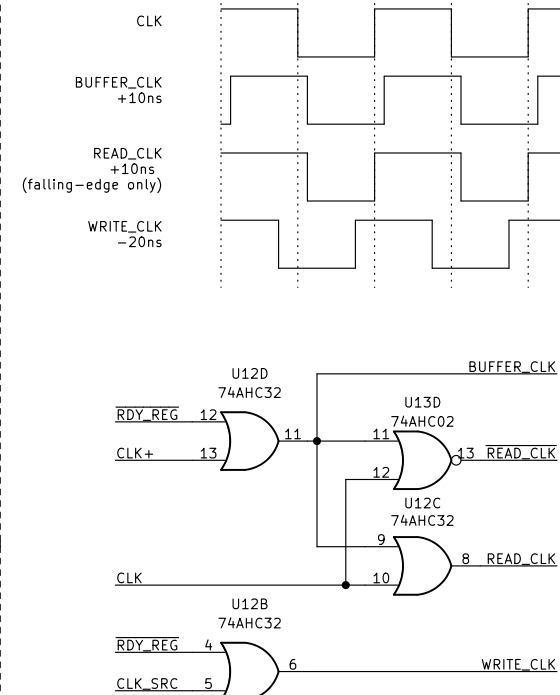 CLK
BUFFER_CLK
+10ns
READ_CLK
+10ns
(falling-edge only)
WRITE_CLK
-20ns
BUFFER_CLK
U12D
74AHC32
RDY_REG 12
11
CLK+ 13
U13D
74AHC02
11
12
13 READ_CLK
U12C
74AHC32
9
8 READ_CLK
CLK
10
U12B
74AHC32
RDY_REG 4
6
WRITE_CLK
CLK_SRC 5